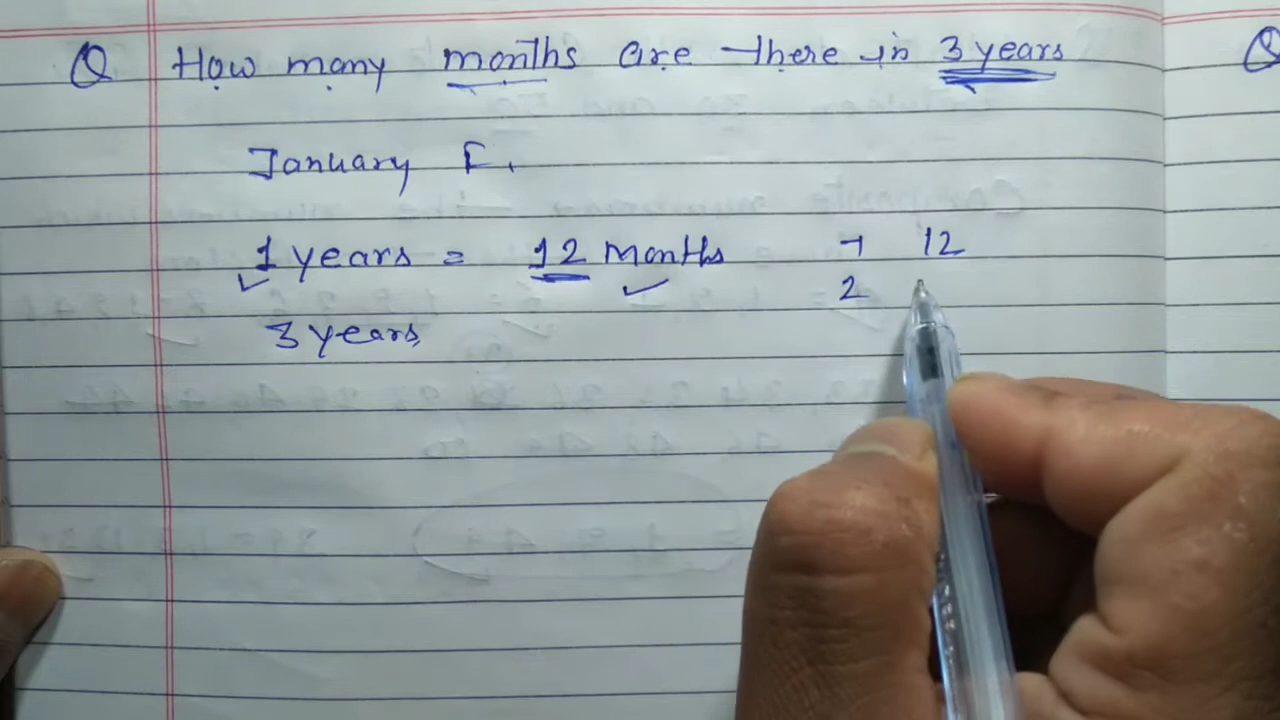 Q How many months are there in 3 years Q
January F.
1 years = 12 Months 1 12
3 years 2